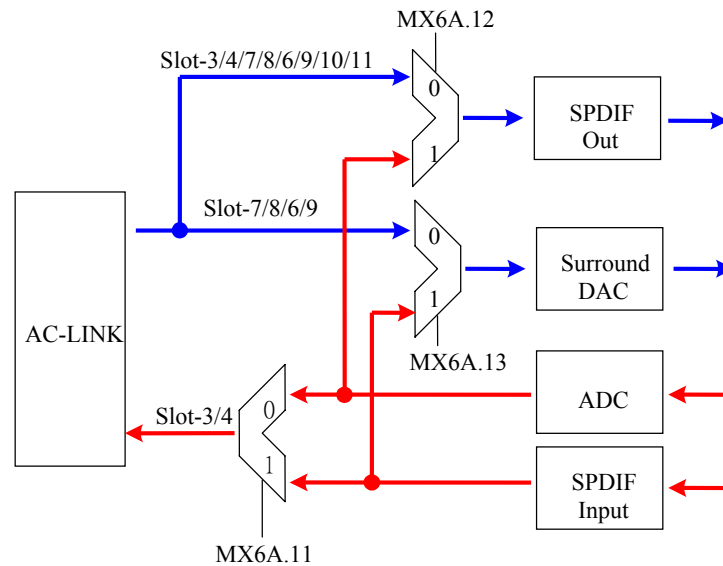 MX6A.12
Slot-3/4/7/8/6/9/10/11
0
1
SPDIF
Out
Slot-7/8/6/9
0
1
Surround
DAC
AC-LINK
MX6A.13
Slot-3/4
0
1
ADC
SPDIF
Input
MX6A.11